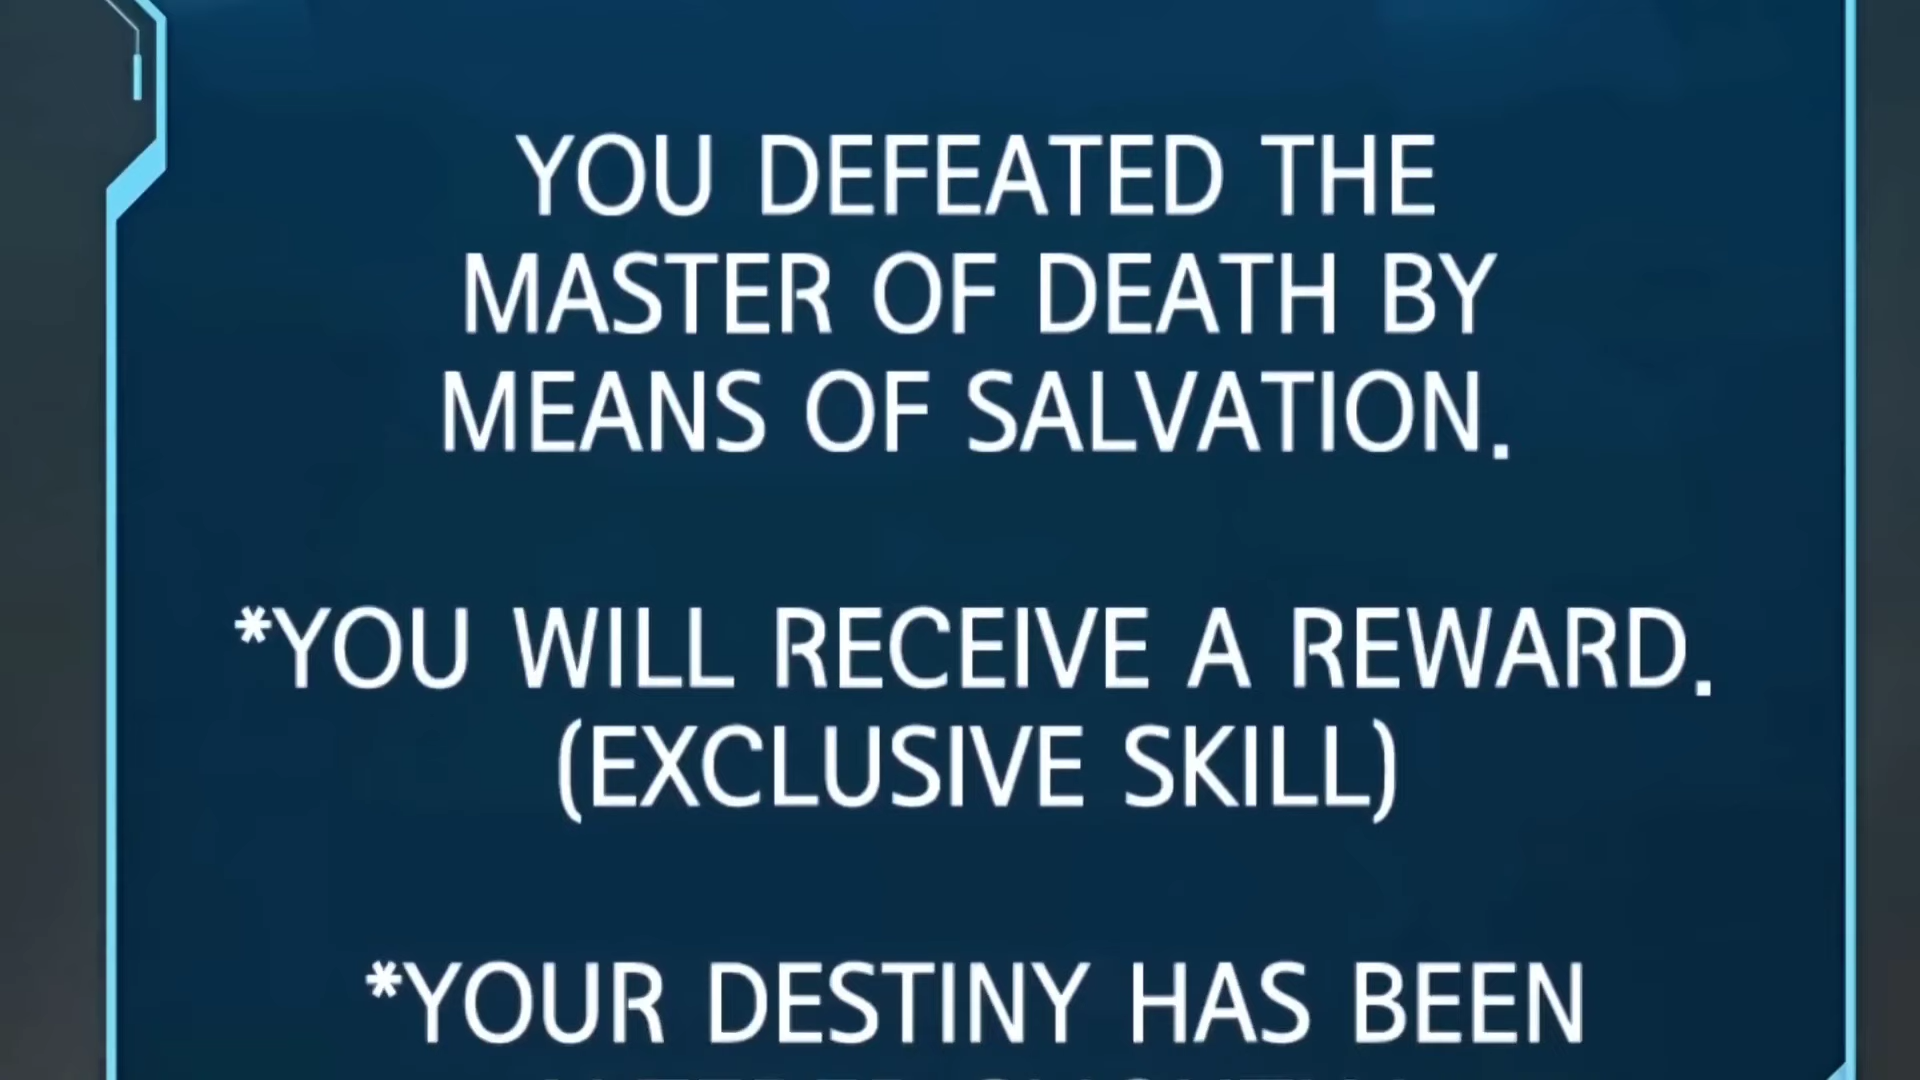 YOU DEFEATED THE
MASTER OF DEATH BY
MEANS OF SALVATION.
*YOU WILL RECEIVE A REWARD.
(EXCLUSIVE SKILL)
*YOUR DESTINY HAS BEEN